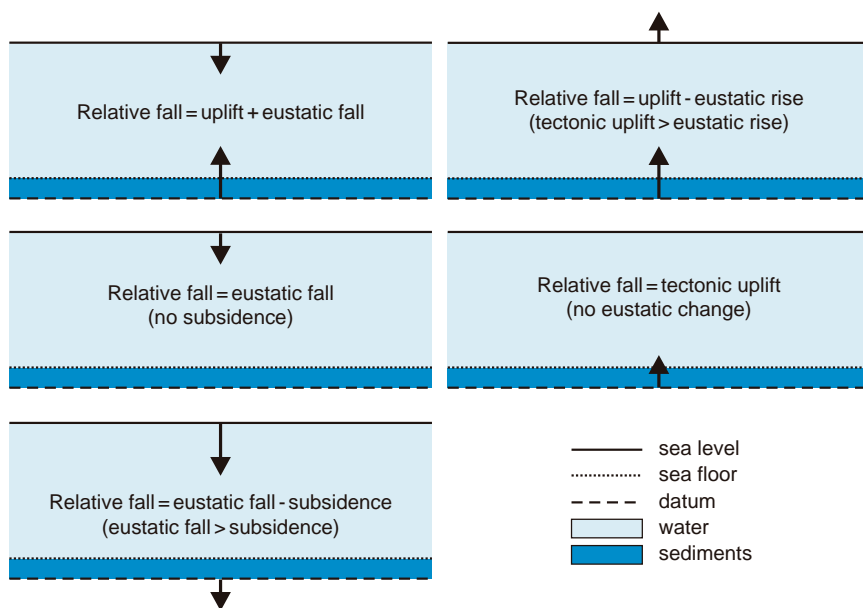 Relative fall = uplift + eustatic fall
Relative fall = uplift - eustatic rise
(tectonic uplift > eustatic rise)
Relative fall = eustatic fall
(no subsidence)
Relative fall = tectonic uplift
(no eustatic change)
Relative fall = eustatic fall - subsidence
(eustatic fall > subsidence)
sea level
sea floor
datum
water
sediments